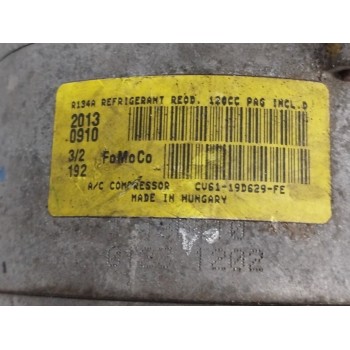 R134A REFRIGERANT REQD. 120CC PAG INCL.D
2013
0910
3/2 FoMoCo
192
A/C COMPRESSOR CV61-19D629-FE
MADE IN HUNGARY
1202